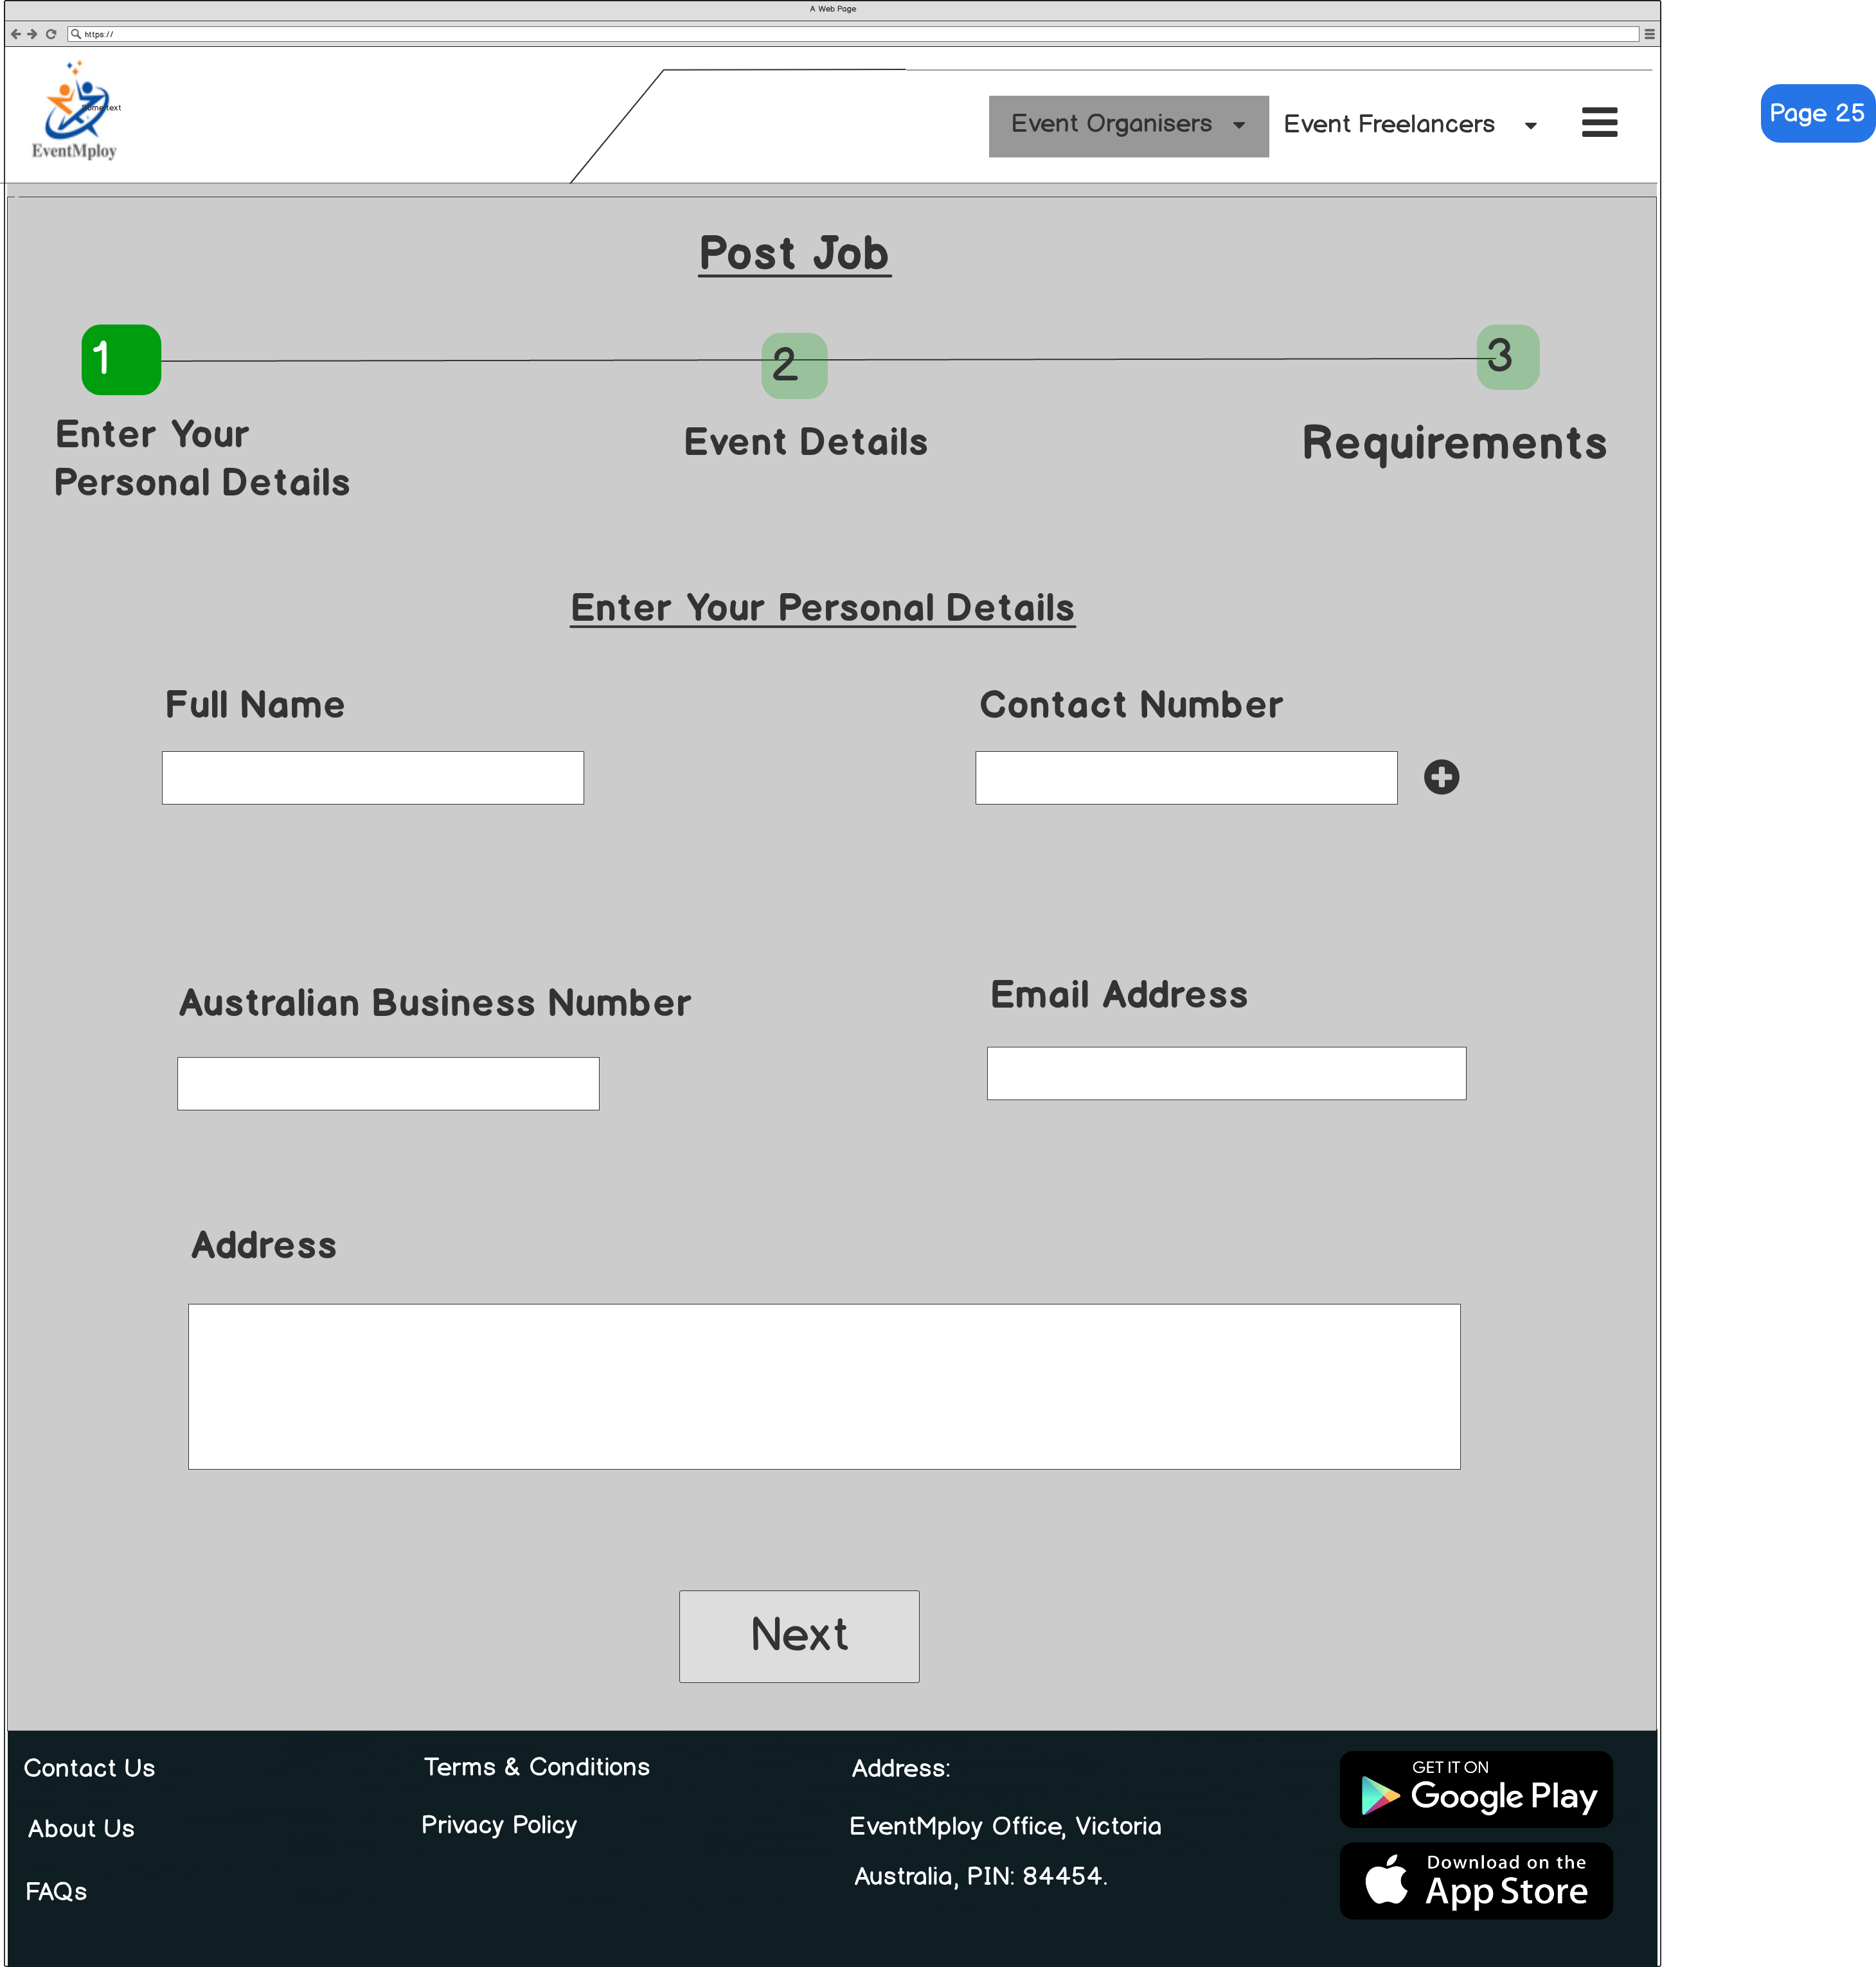 A Web Page
https://
Some text
EventMploy
Event Organisers
Event Freelancers
Page 25
Post Job
1
2
3
Enter Your
Personal Details
Event Details
Requirements
Enter Your Personal Details
Full Name
Contact Number
Australian Business Number
Email Address
Address
Next
Contact Us
About Us
FAQs
Terms & Conditions
Privacy Policy
Address:
EventMploy Office, Victoria
Australia, PIN: 84454.
GET IT ON
Google Play
Download on the
App Store